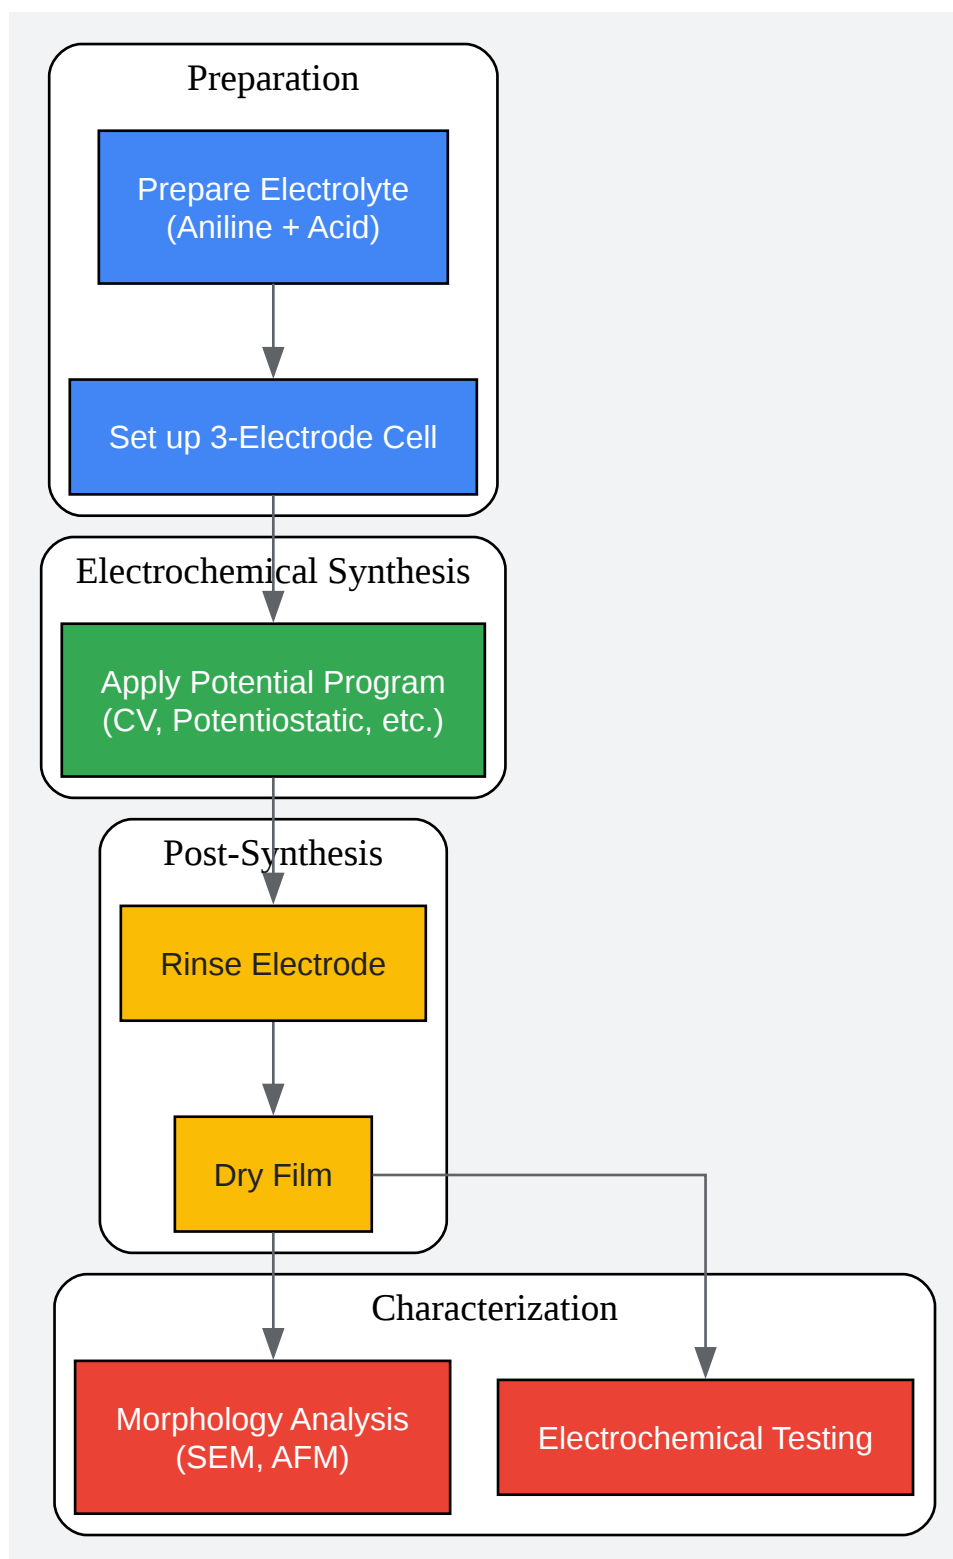 Preparation
Prepare Electrolyte
(Aniline + Acid)
Set up 3-Electrode Cell
Electrochemical Synthesis
Apply Potential Program
(CV, Potentiostatic, etc.)
Post-Synthesis
Rinse Electrode
Dry Film
Characterization
Morphology Analysis
(SEM, AFM)
Electrochemical Testing